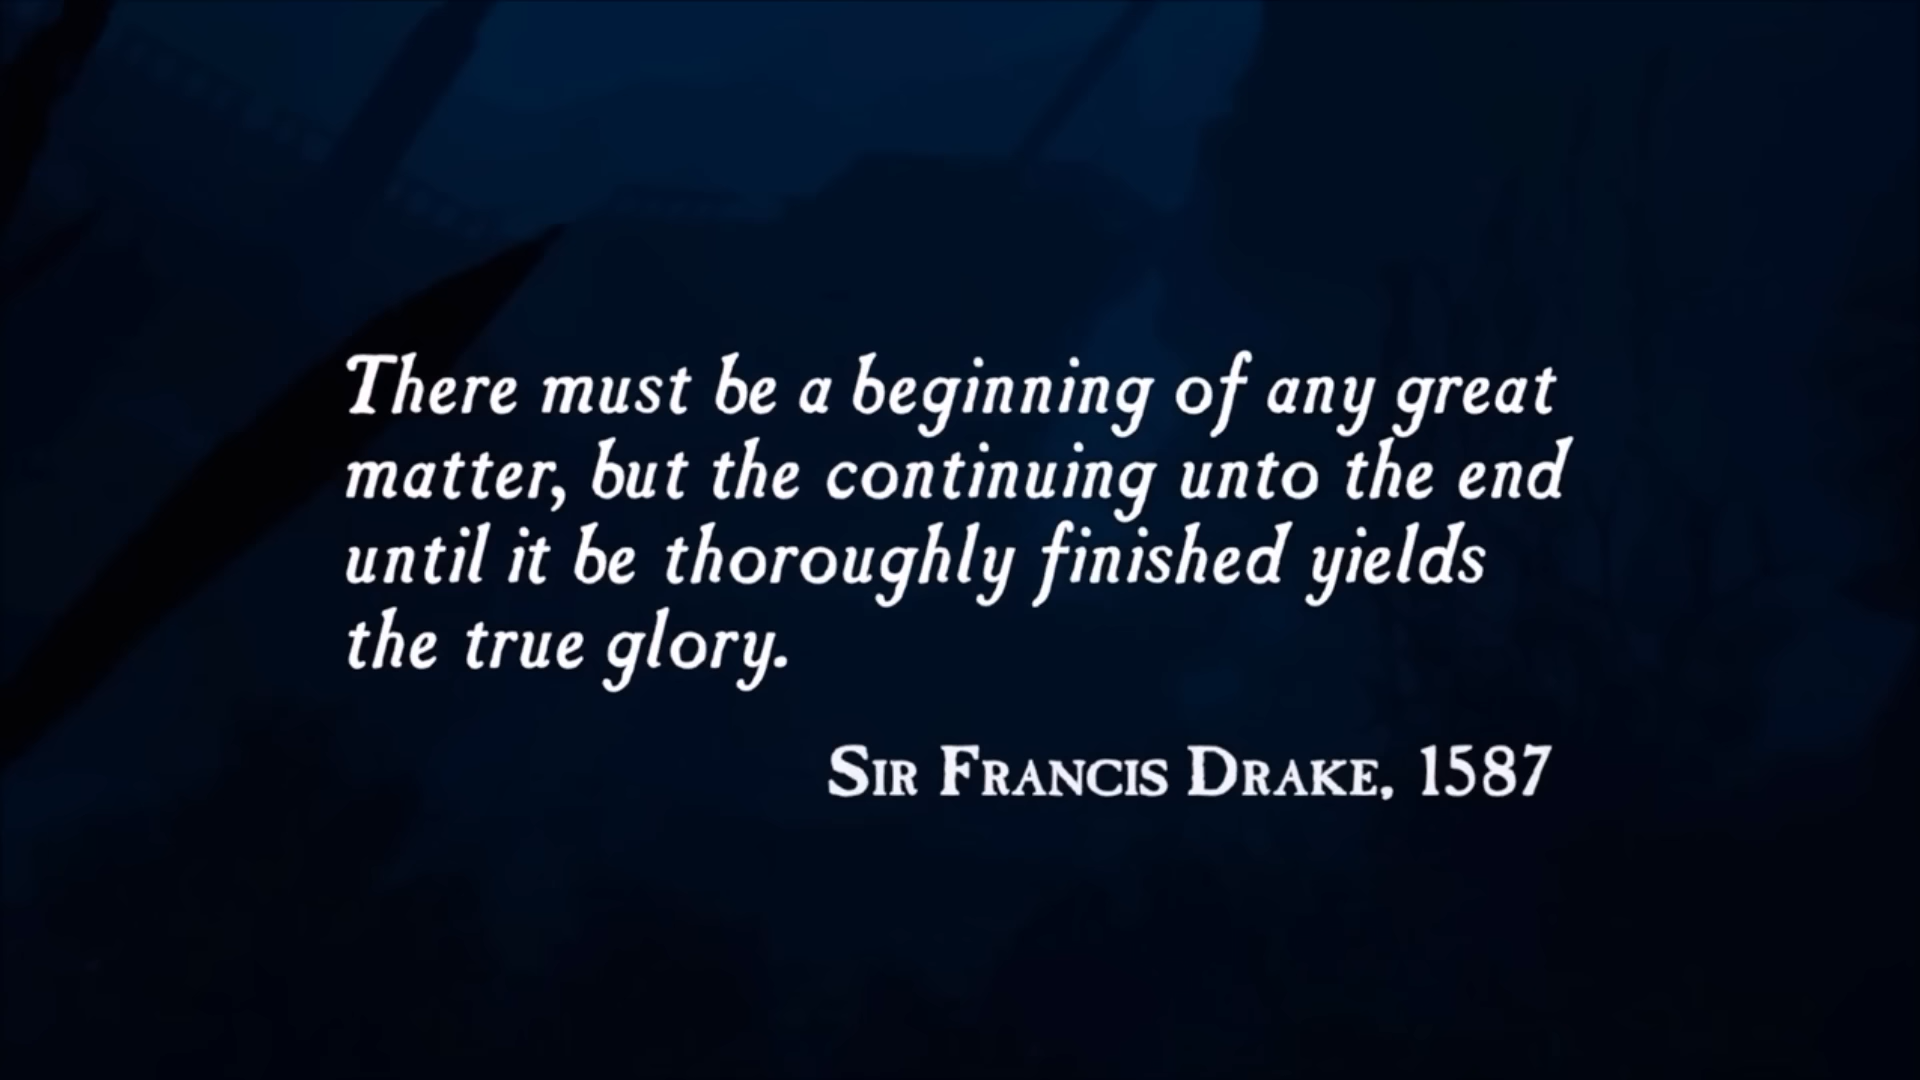 There must be a beginning of any great
matter, but the continuing unto the end
until it be thoroughly finished yields
the true glory.
Sir Francis Drake, 1587